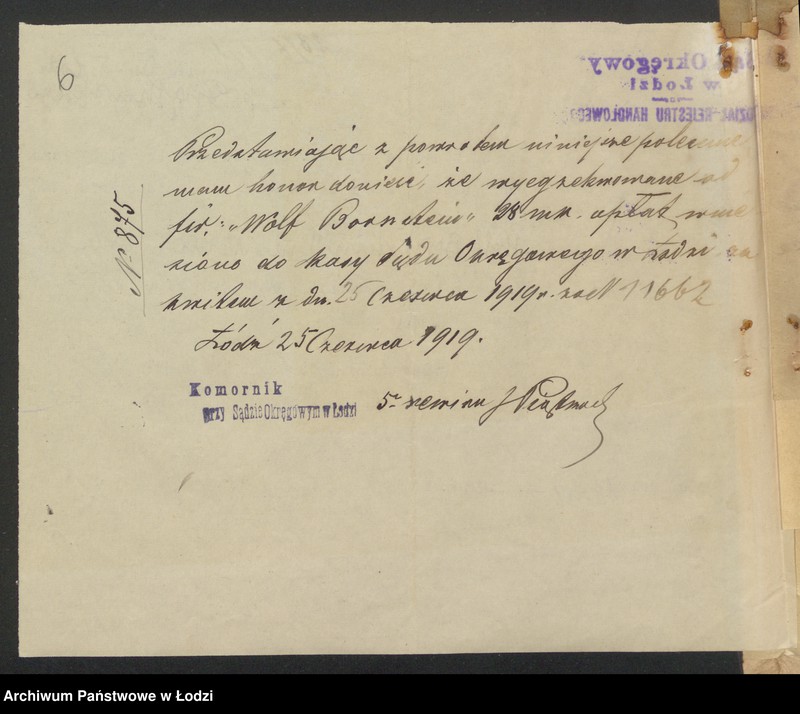 6
Sąd Okręgowy
w Łodzi
REJESTRU HANDLOWEGO
Przedstawiając z powrotem niniejsze polecenie
mam honor donieść, że wyegzekwowane od
fir. "Wolf Bornstein" 28 mk. opłat wnie
siono do kasy Sądu Okręgowego w Łodzi za
kwitem z dn. 25 Czerwca 1919 r. za N 11662
Łódź 25 Czerwca 1919.
№ 875
Komornik
przy Sądzie Okręgowym w Łodzi
5-
Archiwum Państwowe w Łodzi